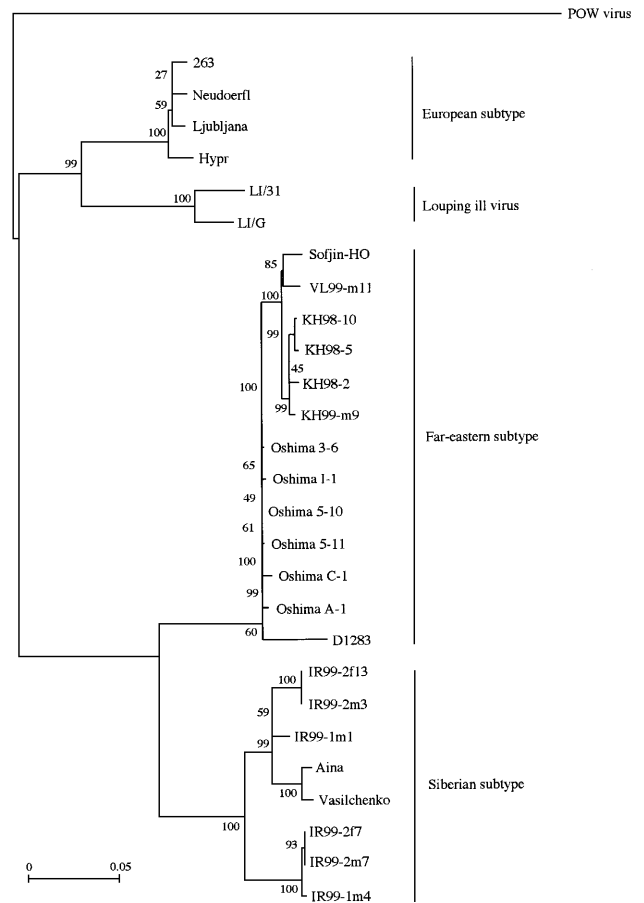 POW virus
263
27
Neudoerfl
59
Ljubljana
European subtype
100
Hypr
99
LI/31
100
Louping ill virus
LI/G
Sofjin-HO
85
VL99-m11
100
KH98-10
99
KH98-5
45
KH98-2
100
99
KH99-m9
Far-eastern subtype
Oshima 3-6
65
Oshima I-1
49
Oshima 5-10
61
Oshima 5-11
100
Oshima C-1
99
Oshima A-1
60
D1283
IR99-2f13
100
IR99-2m3
59
IR99-1m1
99
Aina
Siberian subtype
100
Vasilchenko
100
IR99-2f7
93
IR99-2m7
0 0.05
100
IR99-1m4